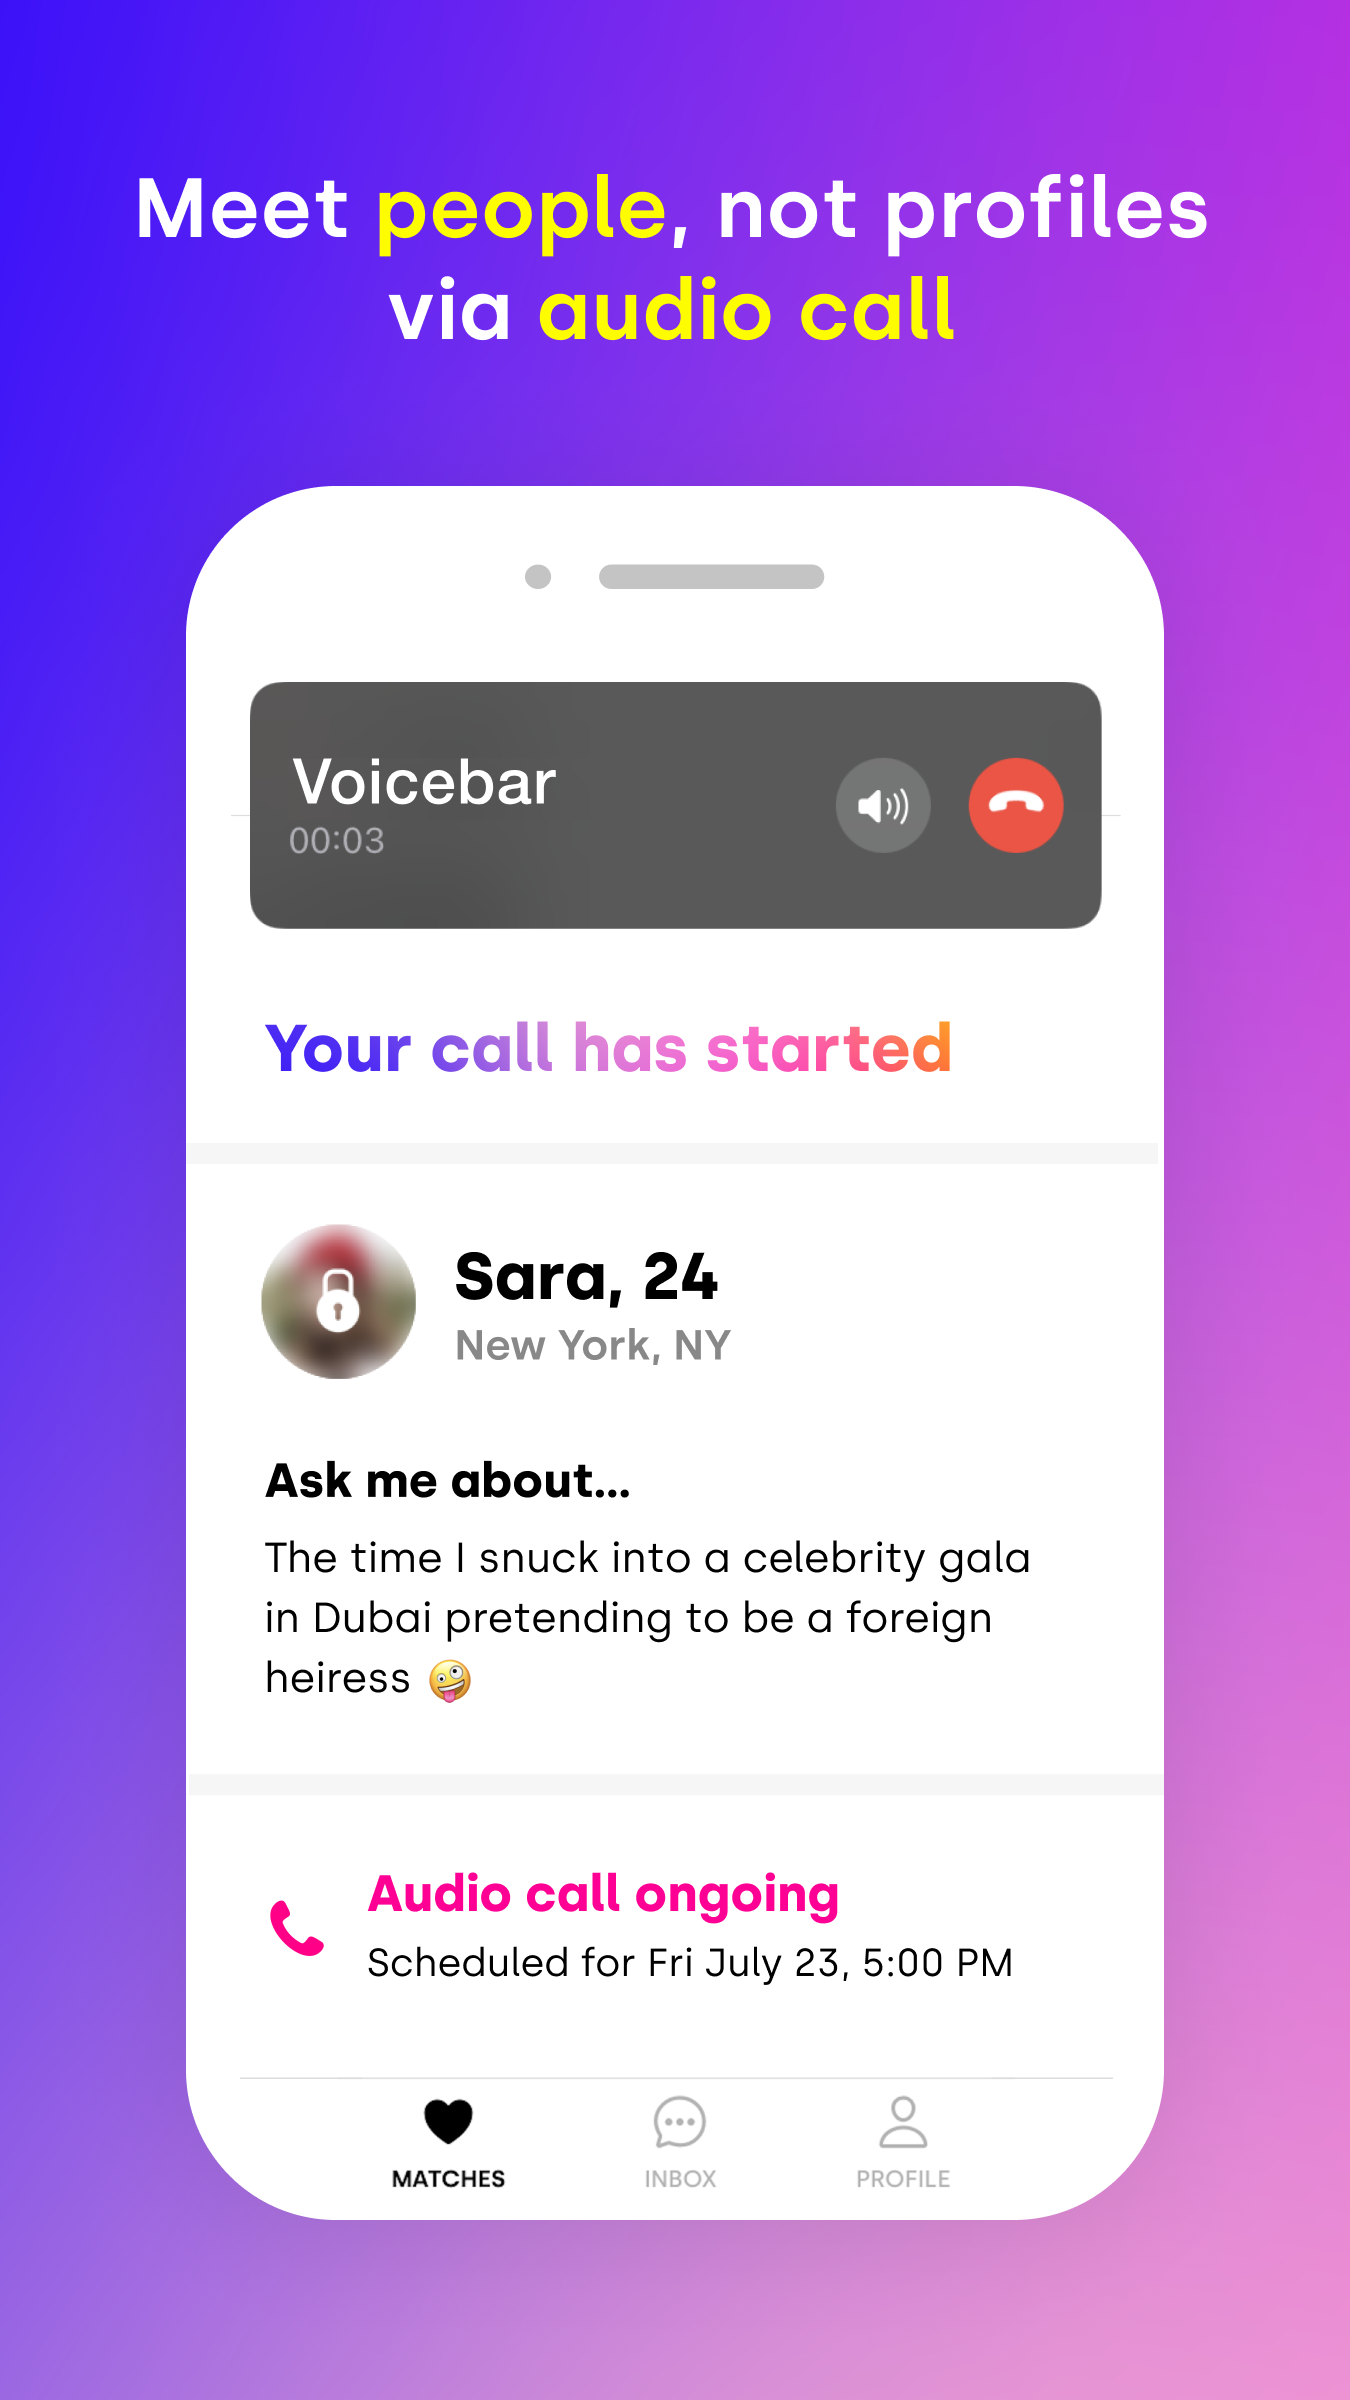 Meet people, not profiles
via audio call
Voicebar
00:03
Your call has started
Sara, 24
New York, NY
Ask me about...
The time I snuck into a celebrity gala
in Dubai pretending to be a foreign
heiress 🤪
Audio call ongoing
Scheduled for Fri July 23, 5:00 PM
MATCHES INBOX PROFILE